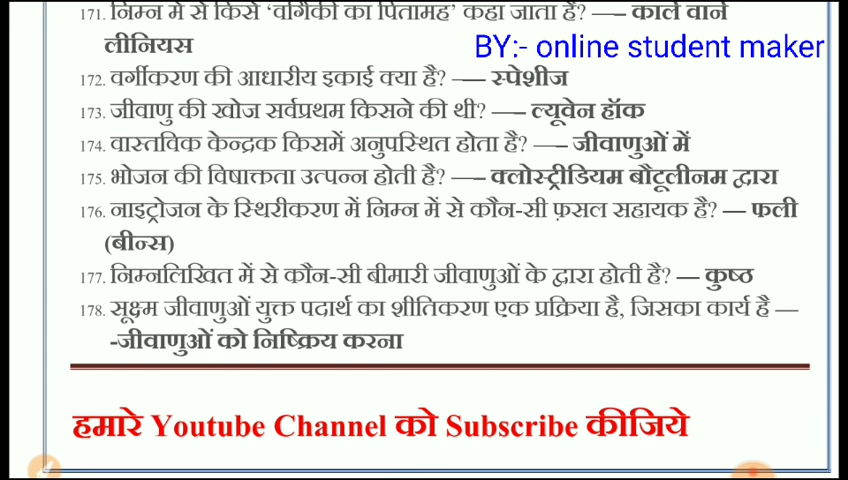 171. निम्न में से किसे ‘वर्गिकी का पितामह’ कहा जाता है? —– कार्ल वॉन
लीनियस
BY:- online student maker
172. वर्गीकरण की आधारीय इकाई क्या है? —– स्पेशीज
173. जीवाणु की खोज सर्वप्रथम किसने की थी? —– ल्यूवेन हॉक
174. वास्तविक केन्द्रक किसमें अनुपस्थित होता है? —– जीवाणुओं में
175. भोजन की विषाक्तता उत्पन्न होती है? —– क्लोस्ट्रीडियम बौटूलीनम द्वारा
176. नाइट्रोजन के स्थिरीकरण में निम्न में से कौन-सी फ़सल सहायक है? — फली
(बीन्स)
177. निम्नलिखित में से कौन-सी बीमारी जीवाणुओं के द्वारा होती है? — कुष्ठ
178. सूक्ष्म जीवाणुओं युक्त पदार्थ का शीतिकरण एक प्रक्रिया है, जिसका कार्य है —
-जीवाणुओं को निष्क्रिय करना
हमारे Youtube Channel को Subscribe कीजिये